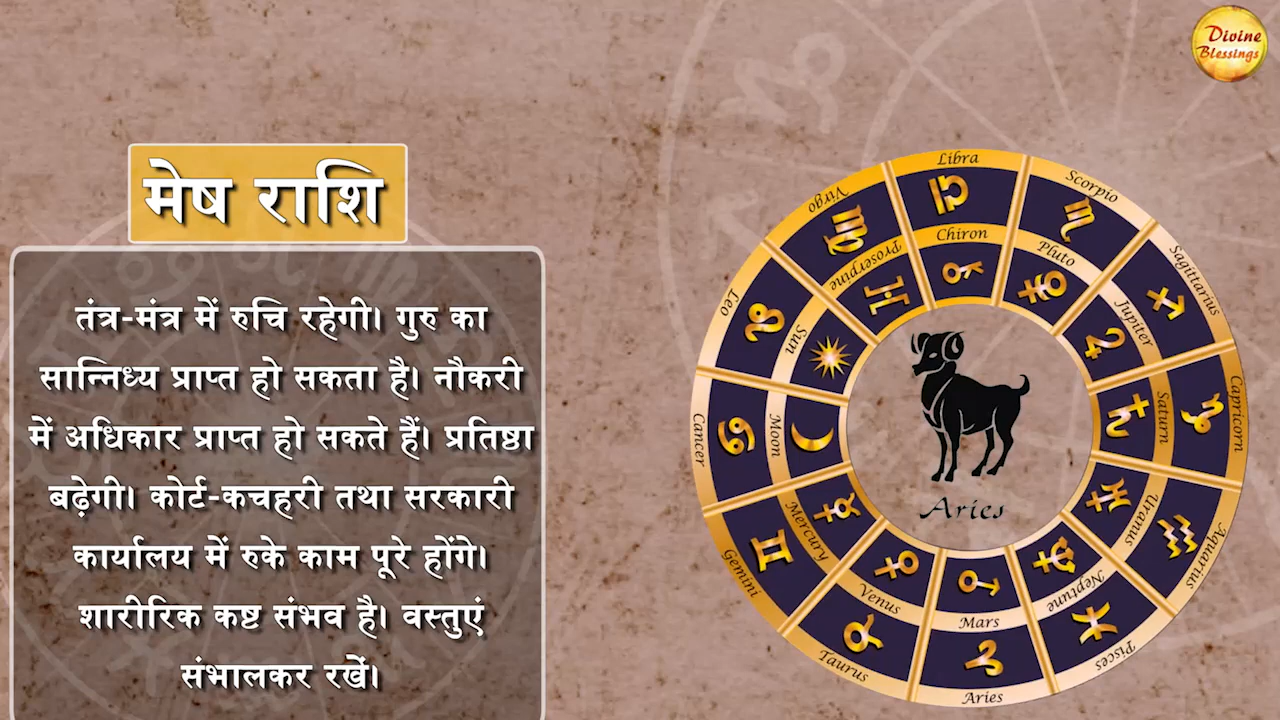 Divine
Blessings
मेष राशि
तंत्र-मंत्र में रुचि रहेगी। गुरु का
सान्निध्य प्राप्त हो सकता है। नौकरी
में अधिकार प्राप्त हो सकते हैं। प्रतिष्ठा
बढ़ेगी। कोर्ट-कचहरी तथा सरकारी
कार्यालय में रुके काम पूरे होंगे।
शारीरिक कष्ट संभव है। वस्तुएं
संभालकर रखें।
Libra
Scorpio
Sagittarius
Capricorn
Aquarius
Pisces
Aries
Taurus
Gemini
Cancer
Leo
Virgo
Chiron
Pluto
Jupiter
Saturn
Uranus
Neptune
Mars
Venus
Mercury
Moon
Sun
Proserpine
Aries